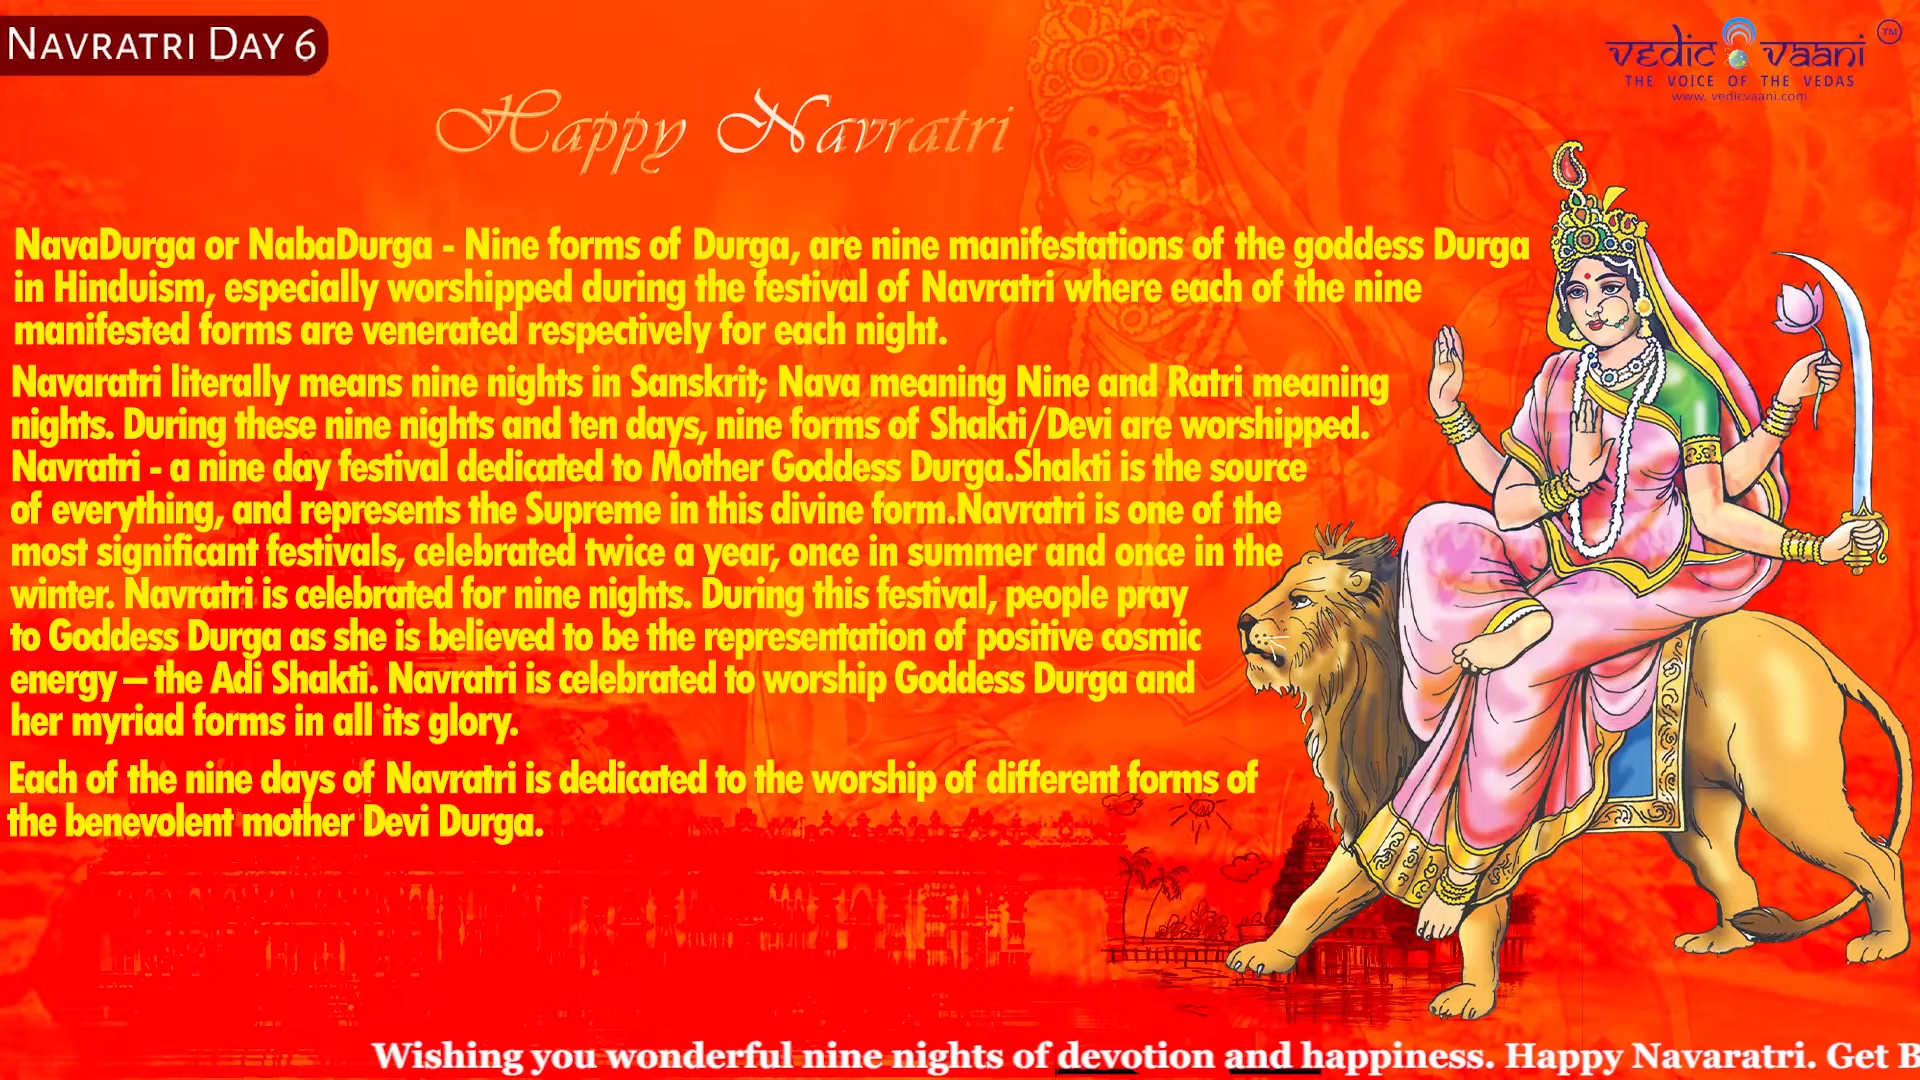 NAVRATRI DAY 6
vedic vaani
TM
THE VOICE OF THE VEDAS
www.vedicvaani.com
Happy Navratri
NavaDurga or NabaDurga - Nine forms of Durga, are nine manifestations of the goddess Durga
in Hinduism, especially worshipped during the festival of Navratri where each of the nine
manifested forms are venerated respectively for each night.
Navaratri literally means nine nights in Sanskrit; Nava meaning Nine and Ratri meaning
nights. During these nine nights and ten days, nine forms of Shakti/Devi are worshipped.
Navratri - a nine day festival dedicated to Mother Goddess Durga.Shakti is the source
of everything, and represents the Supreme in this divine form.Navratri is one of the
most significant festivals, celebrated twice a year, once in summer and once in the
winter. Navratri is celebrated for nine nights. During this festival, people pray
to Goddess Durga as she is believed to be the representation of positive cosmic
energy – the Adi Shakti. Navratri is celebrated to worship Goddess Durga and
her myriad forms in all its glory.
Each of the nine days of Navratri is dedicated to the worship of different forms of
the benevolent mother Devi Durga.
Wishing you wonderful nine nights of devotion and happiness. Happy Navaratri. Get B